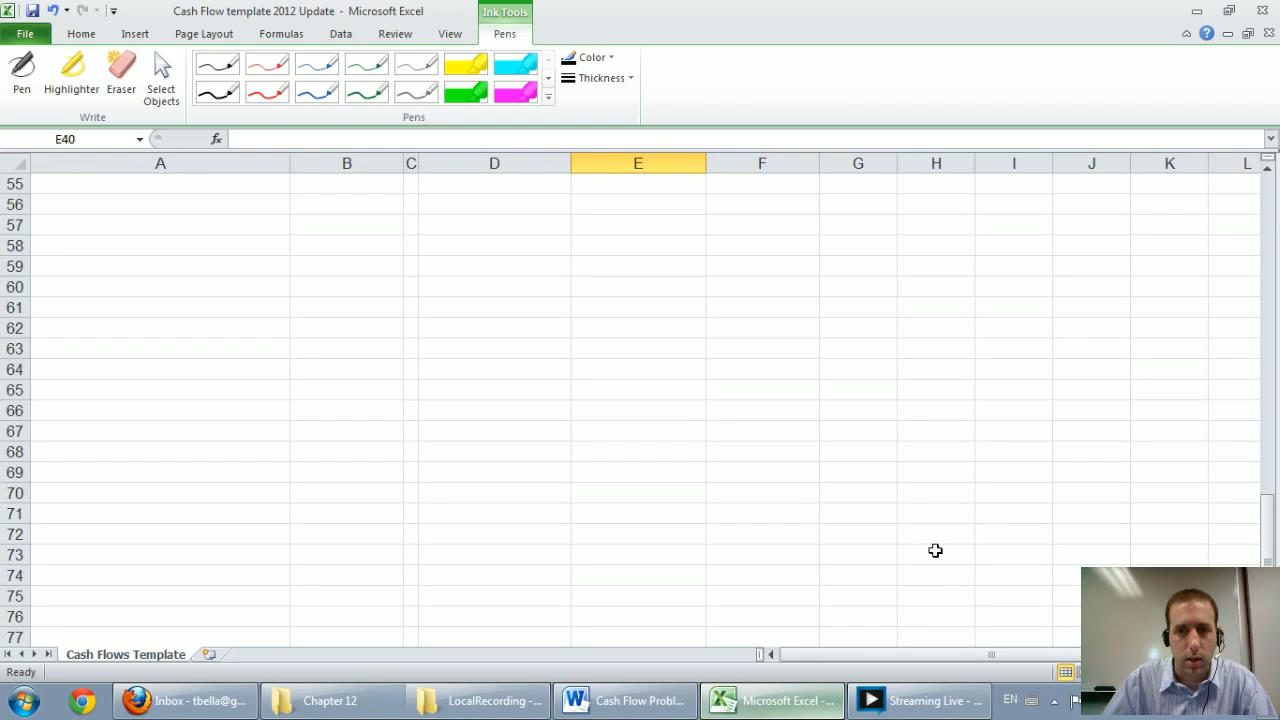 Cash Flow template 2012 Update - Microsoft Excel
Ink Tools
File Home Insert Page Layout Formulas Data Review View Pens
Pen Highlighter Eraser Select Objects
Color
Thickness
Write Pens
E40 fx
A B C D E F G H I J K L
55
56
57
58
59
60
61
62
63
64
65
66
67
68
69
70
71
72
73
74
75
76
77
Cash Flows Template
Ready
Inbox - tbella@g... Chapter 12 LocalRecording -... Cash Flow Probl... Microsoft Excel -... Streaming Live -... EN